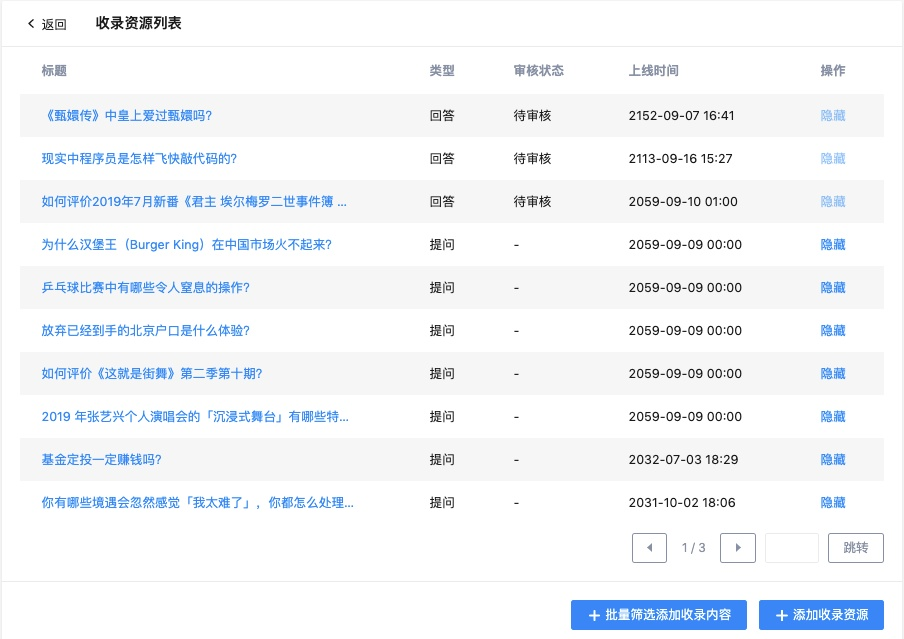 返回 收录资源列表
标题 类型 审核状态 上线时间 操作
《甄嬛传》中皇上爱过甄嬛吗? 回答 待审核 2152-09-07 16:41 隐藏
现实中程序员是怎样飞快敲代码的? 回答 待审核 2113-09-16 15:27 隐藏
如何评价2019年7月新番《君主 埃尔梅罗二世事件簿 ... 回答 待审核 2059-09-10 01:00 隐藏
为什么汉堡王（Burger King）在中国市场火不起来? 提问 - 2059-09-09 00:00 隐藏
乒乓球比赛中有哪些令人窒息的操作? 提问 - 2059-09-09 00:00 隐藏
放弃已经到手的北京户口是什么体验? 提问 - 2059-09-09 00:00 隐藏
如何评价《这就是街舞》第二季第十期? 提问 - 2059-09-09 00:00 隐藏
2019 年张艺兴个人演唱会的「沉浸式舞台」有哪些特... 提问 - 2059-09-09 00:00 隐藏
基金定投一定赚钱吗? 提问 - 2032-07-03 18:29 隐藏
你有哪些境遇会忽然感觉「我太难了」，你都怎么处理... 提问 - 2031-10-02 18:06 隐藏
1 / 3 跳转
+ 批量筛选添加收录内容 + 添加收录资源